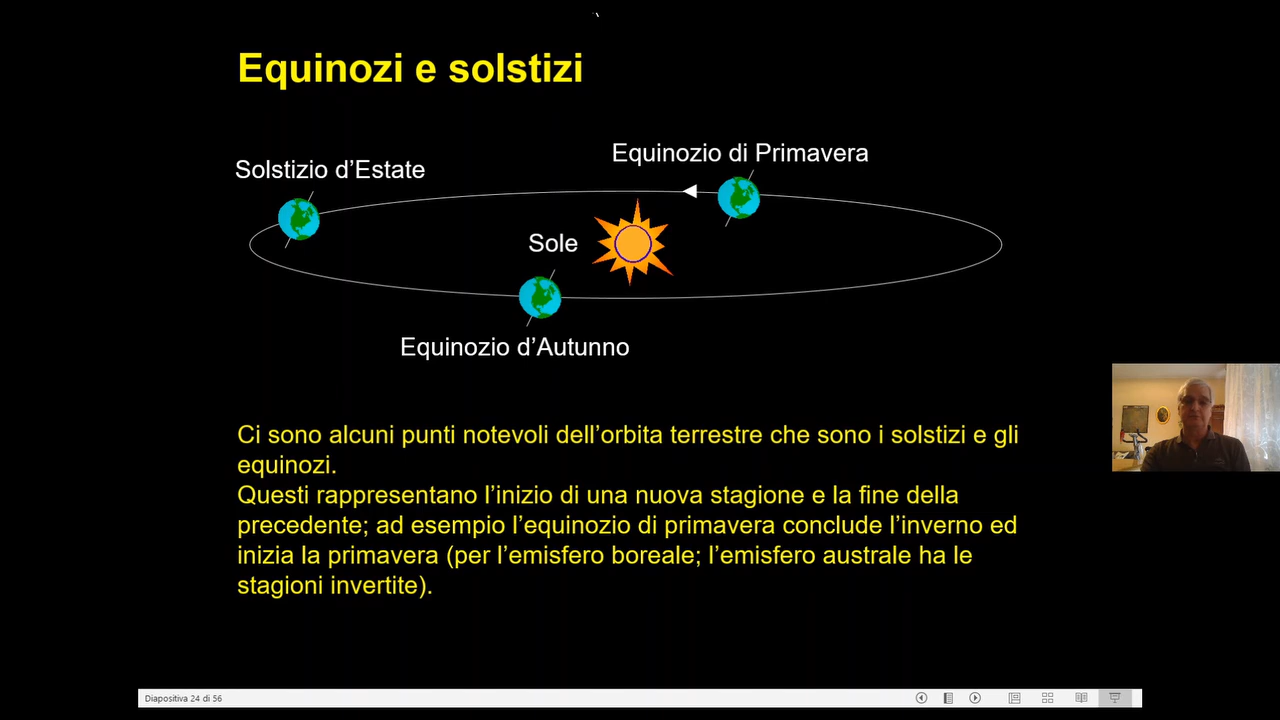 Equinozi e solstizi
Equinozio di Primavera
Solstizio d’Estate
Sole
Equinozio d’Autunno
Ci sono alcuni punti notevoli dell’orbita terrestre che sono i solstizi e gli
equinozi.
Questi rappresentano l’inizio di una nuova stagione e la fine della
precedente; ad esempio l’equinozio di primavera conclude l’inverno ed
inizia la primavera (per l’emisfero boreale; l’emisfero australe ha le
stagioni invertite).
Diapositiva 24 di 56